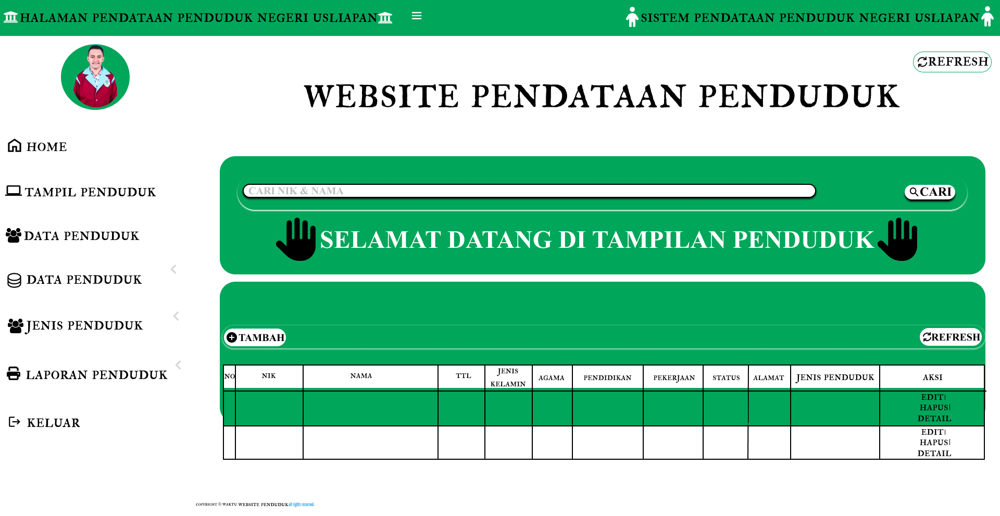 HALAMAN PENDATAAN PENDUDUK NEGERI USLIAPAN
SISTEM PENDATAAN PENDUDUK NEGERI USLIAPAN
REFRESH
WEBSITE PENDATAAN PENDUDUK
HOME
TAMPIL PENDUDUK
DATA PENDUDUK
DATA PENDUDUK
JENIS PENDUDUK
LAPORAN PENDUDUK
KELUAR
CARI NIK & NAMA
CARI
SELAMAT DATANG DI TAMPILAN PENDUDUK
TAMBAH
REFRESH
NO NIK NAMA TTL JENIS KELAMIN AGAMA PENDIDIKAN PEKERJAAN STATUS ALAMAT JENIS PENDUDUK AKSI
EDIT|
HAPUS|
DETAIL
EDIT|
HAPUS|
DETAIL
COPYRIGHT © WAKTU WEBSITE PENDUDUK all rights reserved.